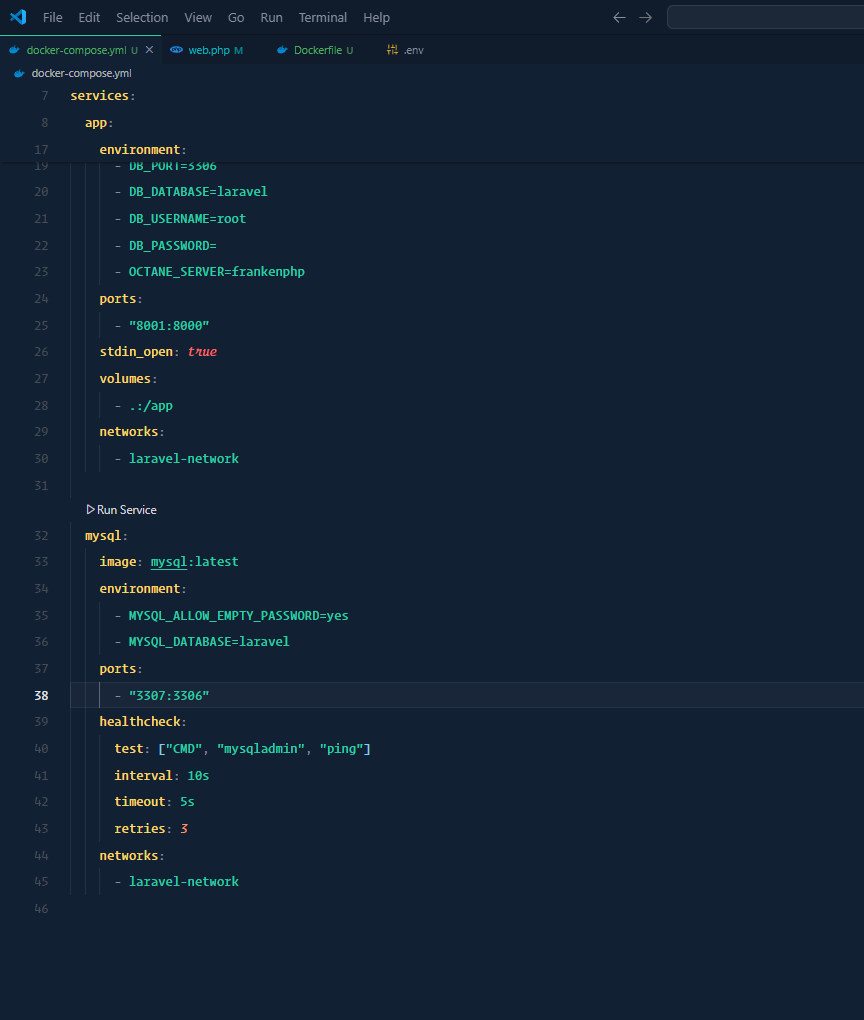 File Edit Selection View Go Run Terminal Help
docker-compose.yml U × web.php M Dockerfile U .env
docker-compose.yml
7 services:
8 app:
17 environment:
19 - DB_PORT=3306
20 - DB_DATABASE=laravel
21 - DB_USERNAME=root
22 - DB_PASSWORD=
23 - OCTANE_SERVER=frankenphp
24 ports:
25 - "8001:8000"
26 stdin_open: true
27 volumes:
28 - .:/app
29 networks:
30 - laravel-network
31
Run Service
32 mysql:
33 image: mysql:latest
34 environment:
35 - MYSQL_ALLOW_EMPTY_PASSWORD=yes
36 - MYSQL_DATABASE=laravel
37 ports:
38 - "3307:3306"
39 healthcheck:
40 test: ["CMD", "mysqladmin", "ping"]
41 interval: 10s
42 timeout: 5s
43 retries: 3
44 networks:
45 - laravel-network
46